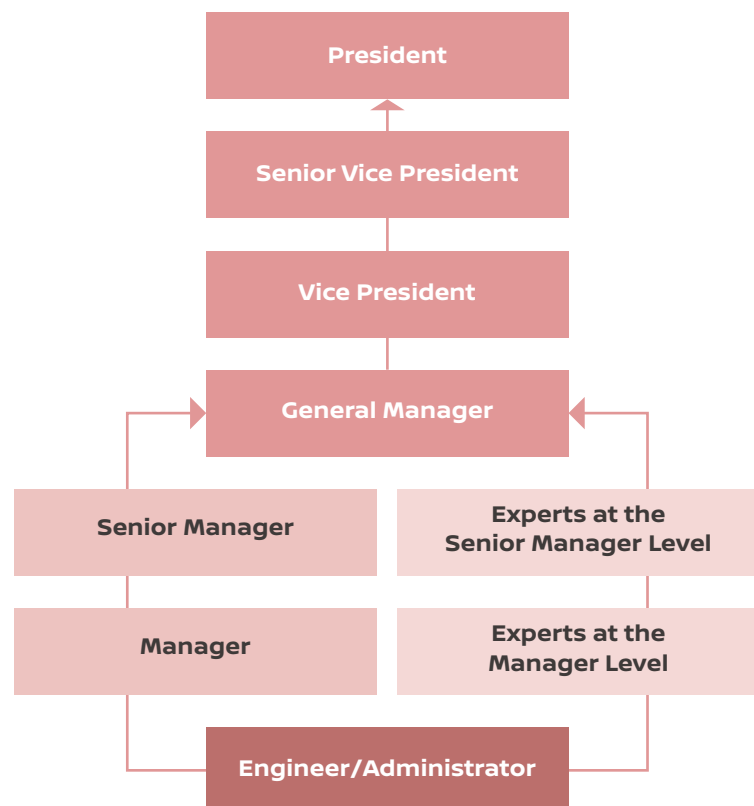 President
Senior Vice President
Vice President
General Manager
Senior Manager
Experts at the
Senior Manager Level
Manager
Experts at the
Manager Level
Engineer/Administrator